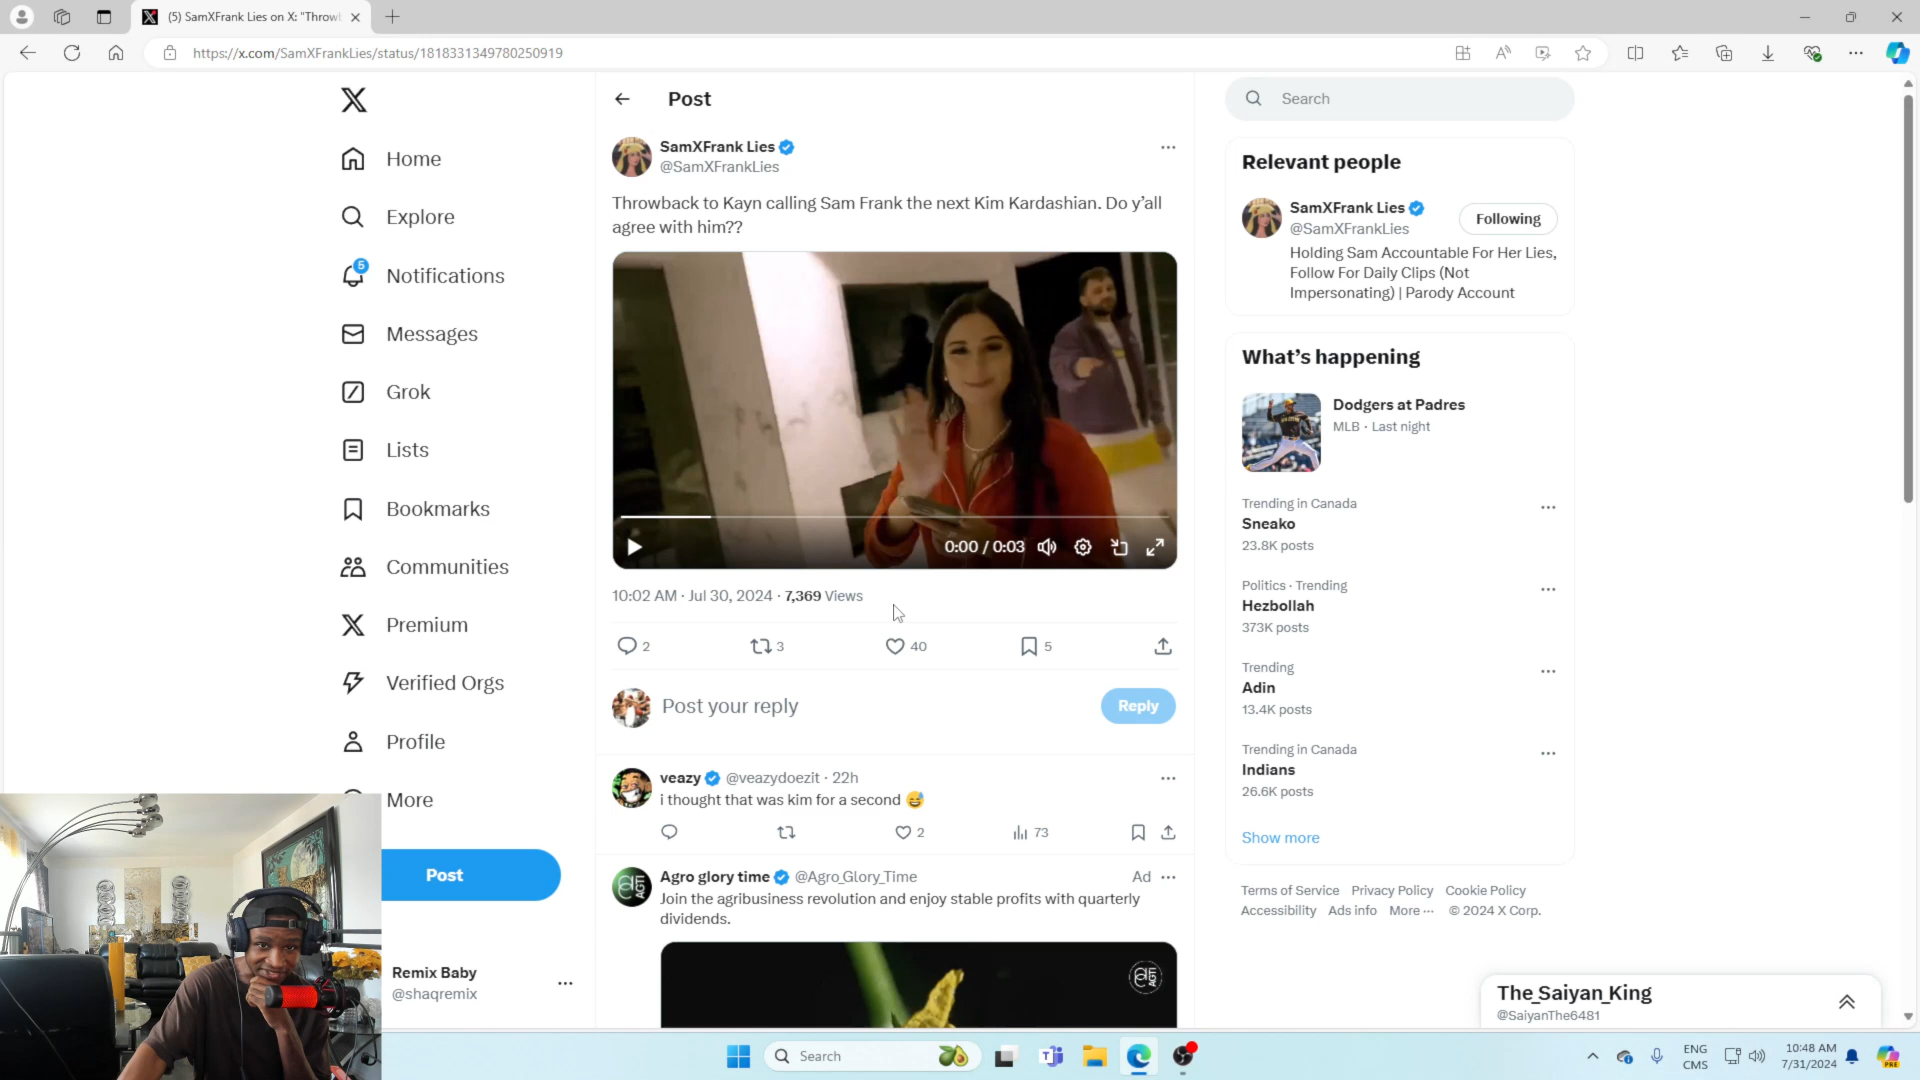 (5) SamXFrank Lies on X: "Throwb
https://x.com/SamXFrankLies/status/1818331349780250919
Home
Explore
5
Notifications
Messages
Grok
Lists
Bookmarks
Communities
Premium
Verified Orgs
Profile
More
Post
Remix Baby
@shaqremix
Post
SamXFrank Lies
@SamXFrankLies
Throwback to Kayn calling Sam Frank the next Kim Kardashian. Do y'all
agree with him??
0:00 / 0:03
10:02 AM · Jul 30, 2024 · 7,369 Views
2
3
40
5
Post your reply
Reply
veazy @veazydoezit · 22h
i thought that was kim for a second 😅
2
73
Agro glory time @Agro_Glory_Time
Ad
Join the agribusiness revolution and enjoy stable profits with quarterly
dividends.
Search
Relevant people
SamXFrank Lies
@SamXFrankLies
Following
Holding Sam Accountable For Her Lies,
Follow For Daily Clips (Not
Impersonating) | Parody Account
What's happening
Dodgers at Padres
MLB · Last night
Trending in Canada
Sneako
23.8K posts
Politics · Trending
Hezbollah
373K posts
Trending
Adin
13.4K posts
Trending in Canada
Indians
26.6K posts
Show more
Terms of Service Privacy Policy Cookie Policy
Accessibility Ads info More ··· © 2024 X Corp.
The_Saiyan_King
@SaiyanThe6481
Search
ENG
CMS
10:48 AM
7/31/2024
PRE